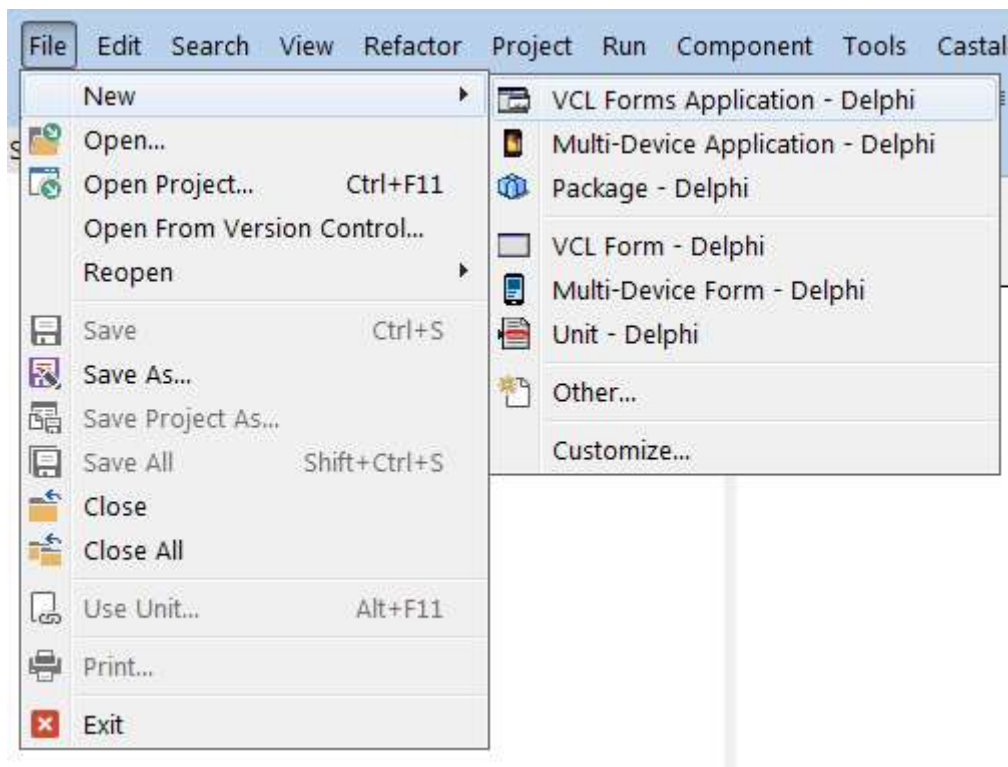 File Edit Search View Refactor Project Run Component Tools Castal
New
Open...
Open Project... Ctrl+F11
Open From Version Control...
Reopen
Save Ctrl+S
Save As...
Save Project As...
Save All Shift+Ctrl+S
Close
Close All
Use Unit... Alt+F11
Print...
Exit
VCL Forms Application - Delphi
Multi-Device Application - Delphi
Package - Delphi
VCL Form - Delphi
Multi-Device Form - Delphi
Unit - Delphi
Other...
Customize...